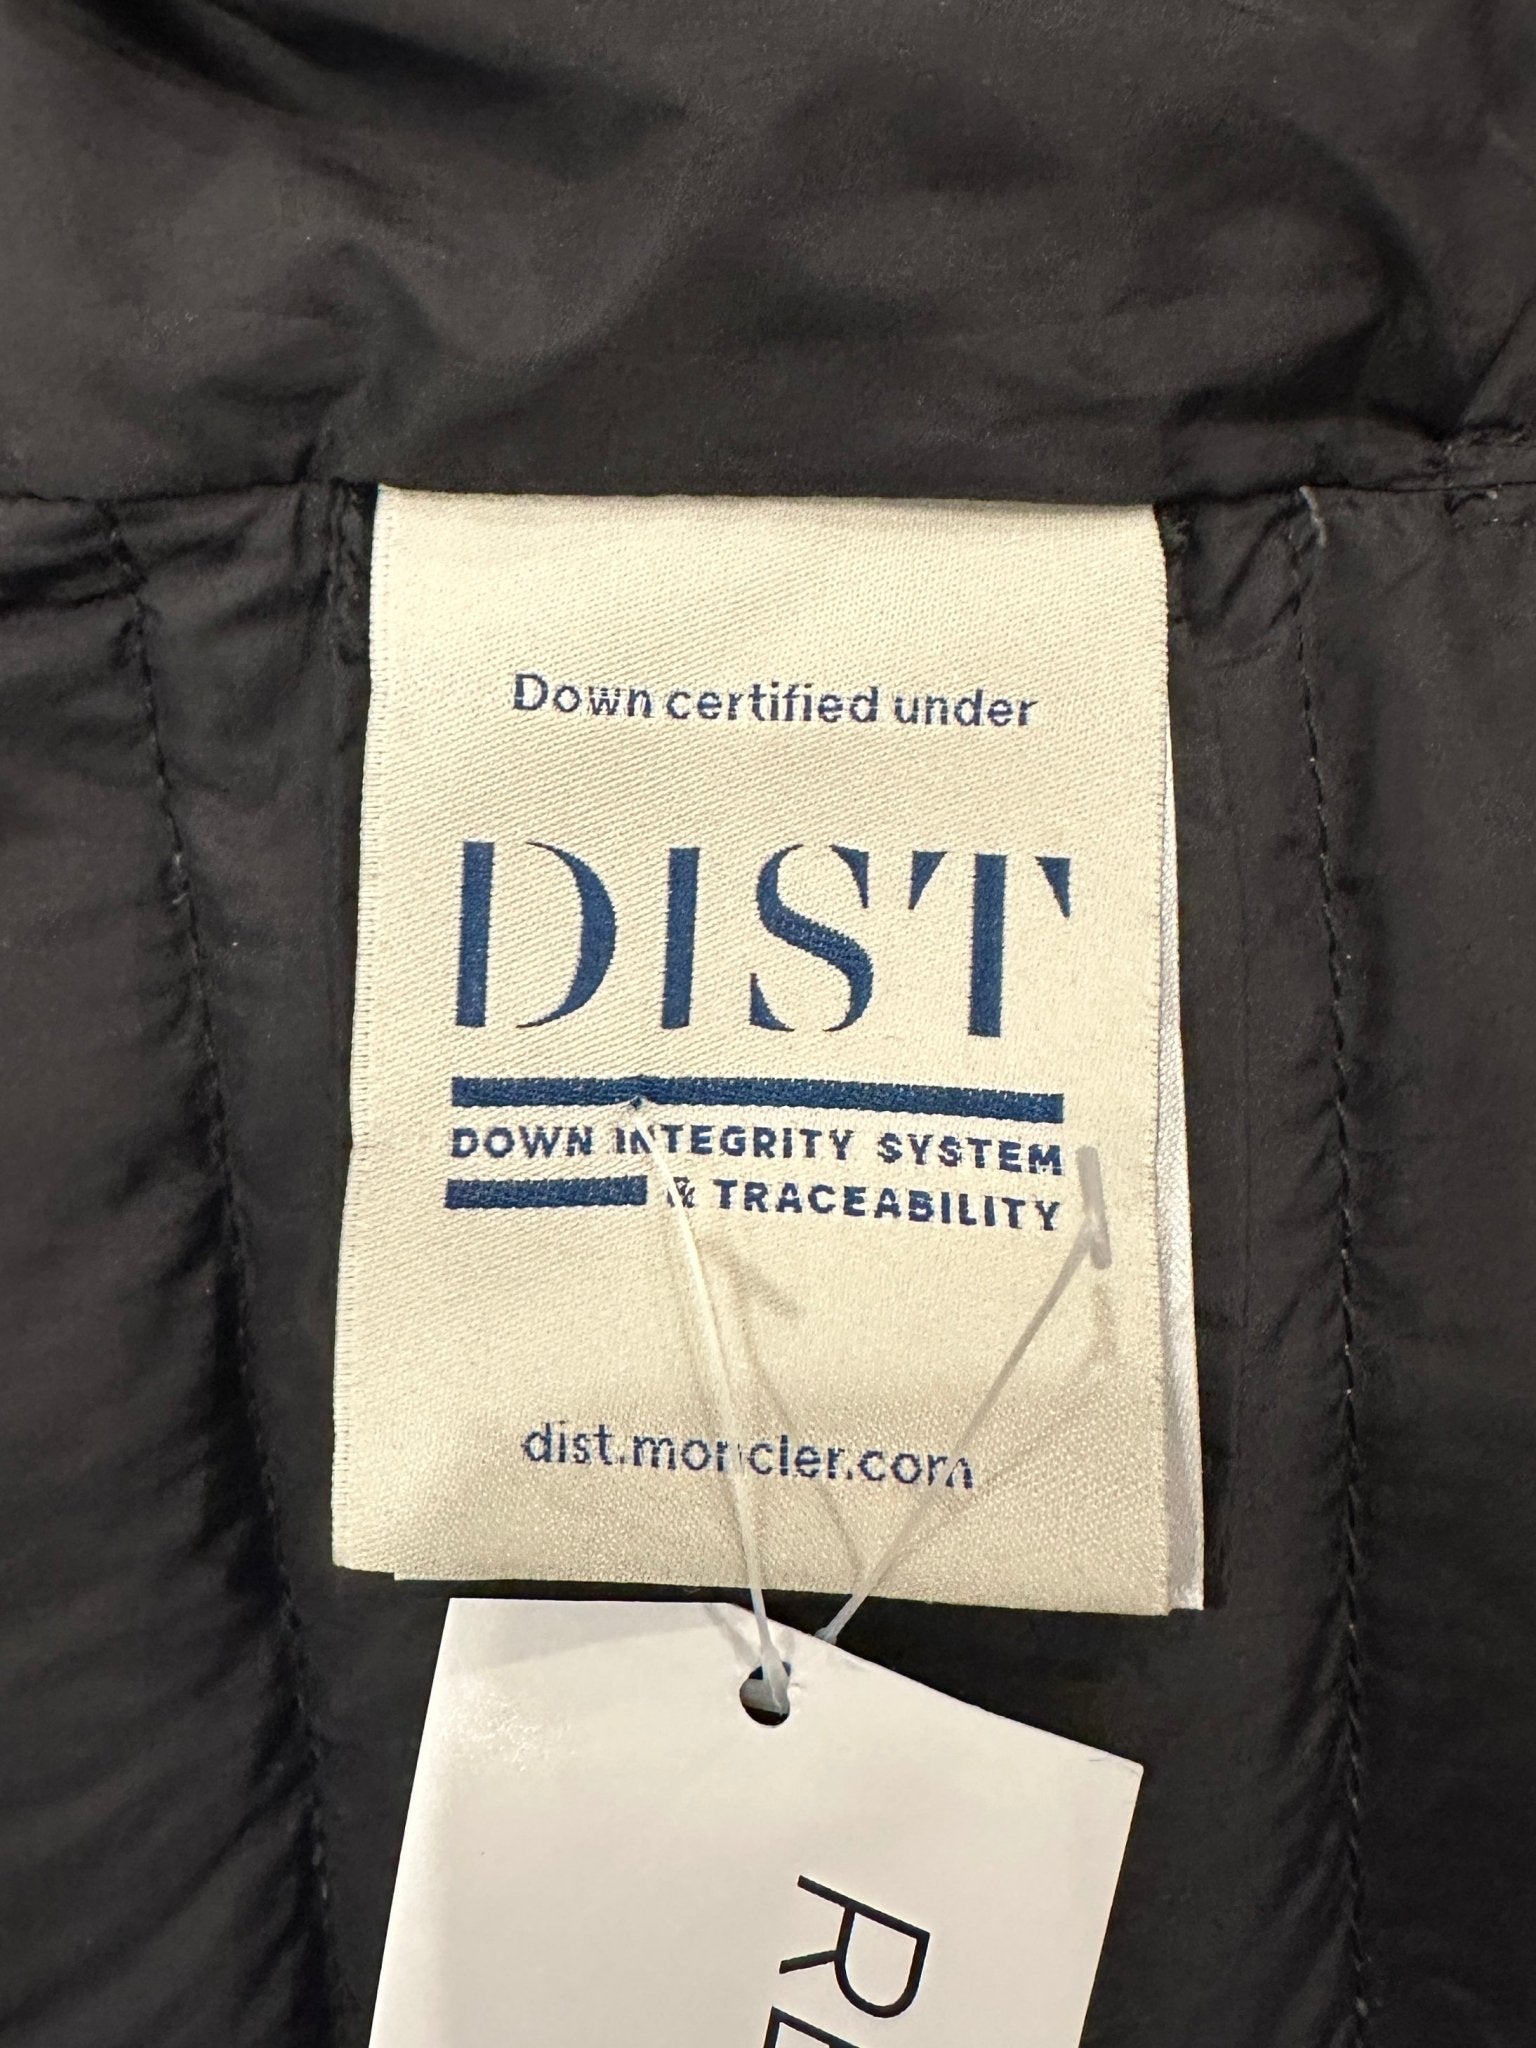 Down certified under
DIST
DOWN INTEGRITY SYSTEM
& TRACEABILITY
dist.moncler.com